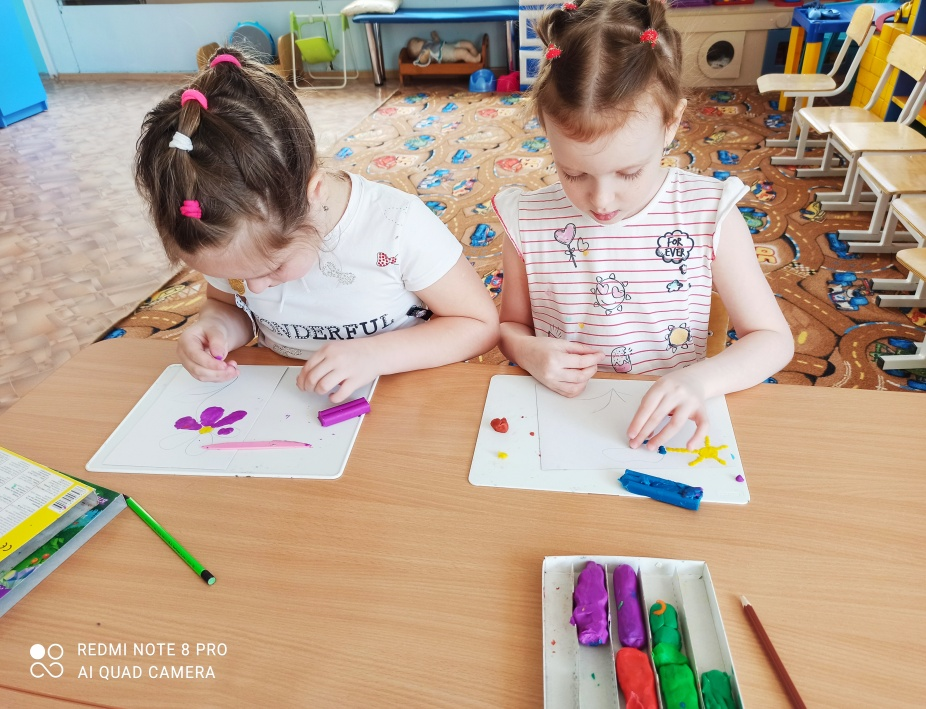 FOR
EVER
WONDERFUL
REDMI NOTE 8 PRO
AI QUAD CAMERA